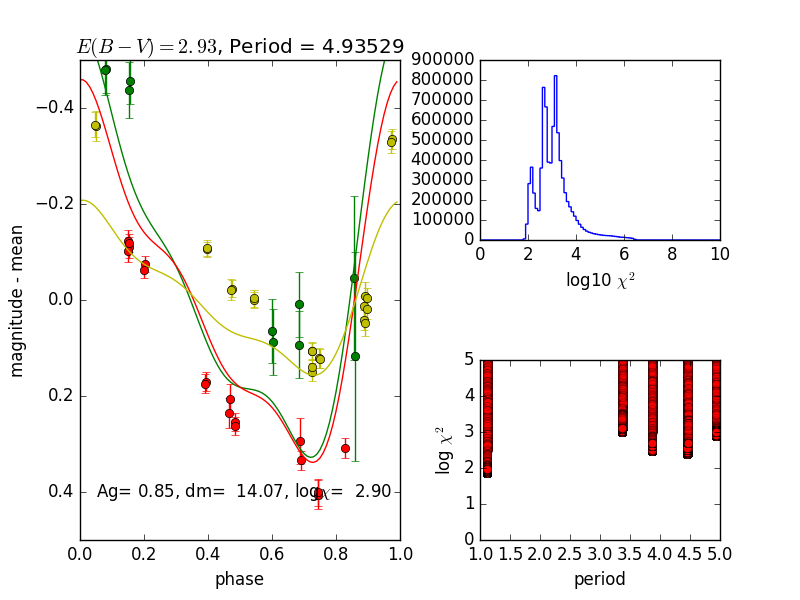 E(B − V) = 2.93, Period = 4.93529
−0.4
−0.2
0.0
0.2
0.4
magnitude - mean
Ag= 0.85, dm= 14.07, logχ= 2.90
0.0 0.2 0.4 0.6 0.8 1.0
phase
900000
800000
700000
600000
500000
400000
300000
200000
100000
0
0 2 4 6 8 10
log10 χ²
5
4
3
2
1
0
log χ²
1.0 1.5 2.0 2.5 3.0 3.5 4.0 4.5 5.0
period